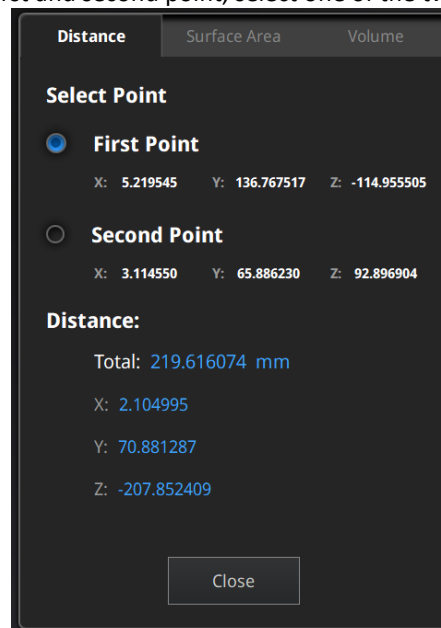 Distance Surface Area Volume
Select Point
First Point
X: 5.219545 Y: 136.767517 Z: -114.955505
Second Point
X: 3.114550 Y: 65.886230 Z: 92.896904
Distance:
Total: 219.616074 mm
X: 2.104995
Y: 70.881287
Z: -207.852409
Close